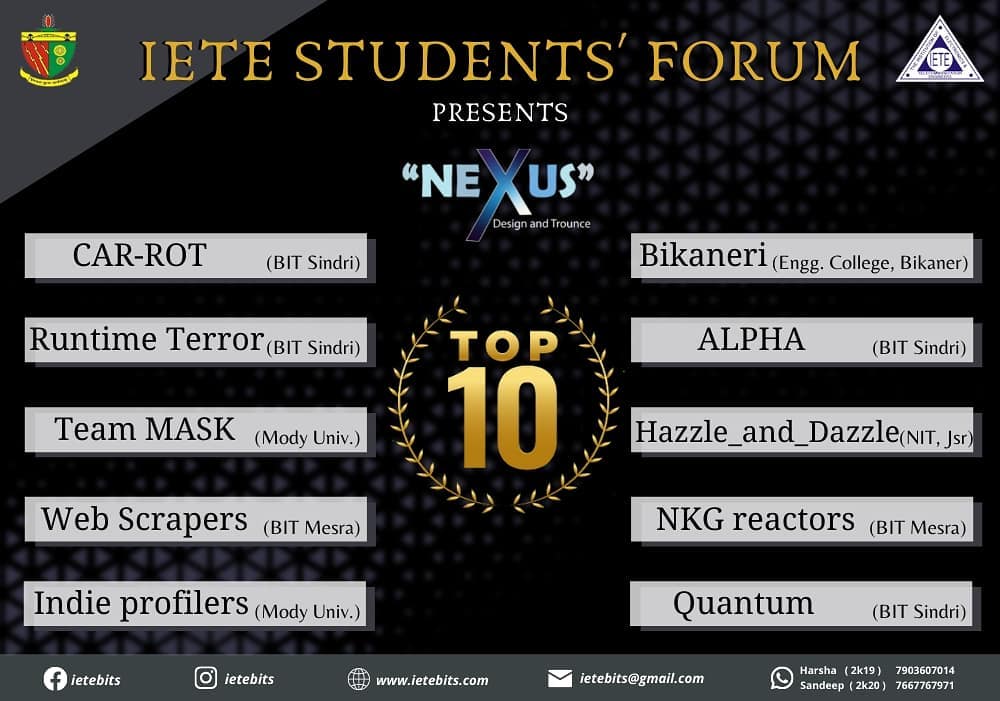 IETE STUDENTS' FORUM
IETE
PRESENTS
"NEXUS"
Design and Trounce
CAR-ROT (BIT Sindri)
Runtime Terror (BIT Sindri)
Team MASK (Mody Univ.)
Web Scrapers (BIT Mesra)
Indie profilers (Mody Univ.)
TOP
10
Bikaneri (Engg. College, Bikaner)
ALPHA (BIT Sindri)
Hazzle_and_Dazzle(NIT, Jsr)
NKG reactors (BIT Mesra)
Quantum (BIT Sindri)
ietebits
ietebits
www.ietebits.com
ietebits@gmail.com
Harsha (2k19) 7903607014
Sandeep (2k20) 7667767971